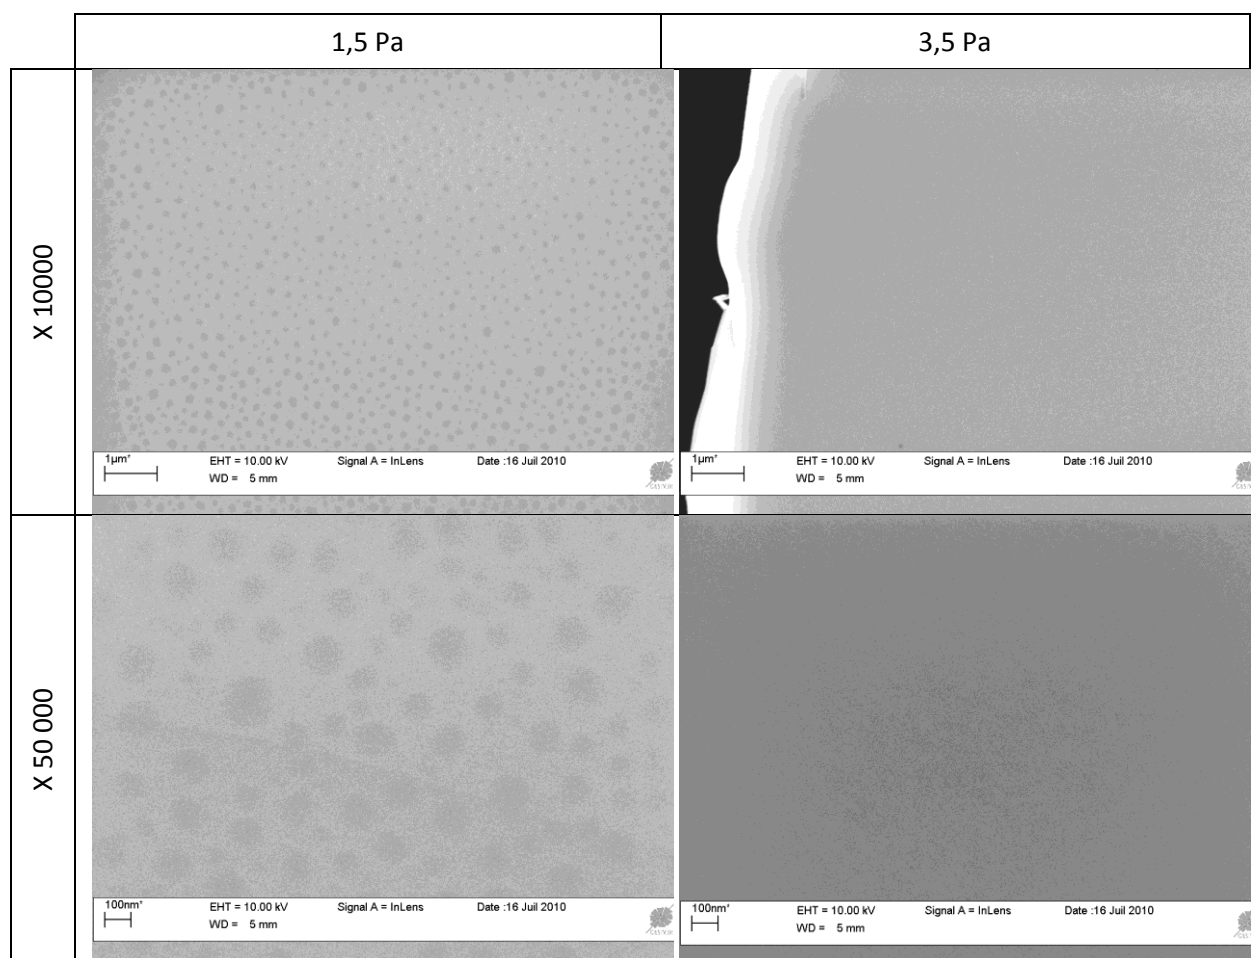 1,5 Pa
3,5 Pa
X 10000
1µm*
EHT = 10.00 kV
Signal A = InLens
Date :16 Juil 2010
WD = 5 mm
1µm*
EHT = 10.00 kV
Signal A = InLens
Date :16 Juil 2010
WD = 5 mm
X 50 000
100nm*
EHT = 10.00 kV
Signal A = InLens
Date :16 Juil 2010
WD = 5 mm
100nm*
EHT = 10.00 kV
Signal A = InLens
Date :16 Juil 2010
WD = 5 mm